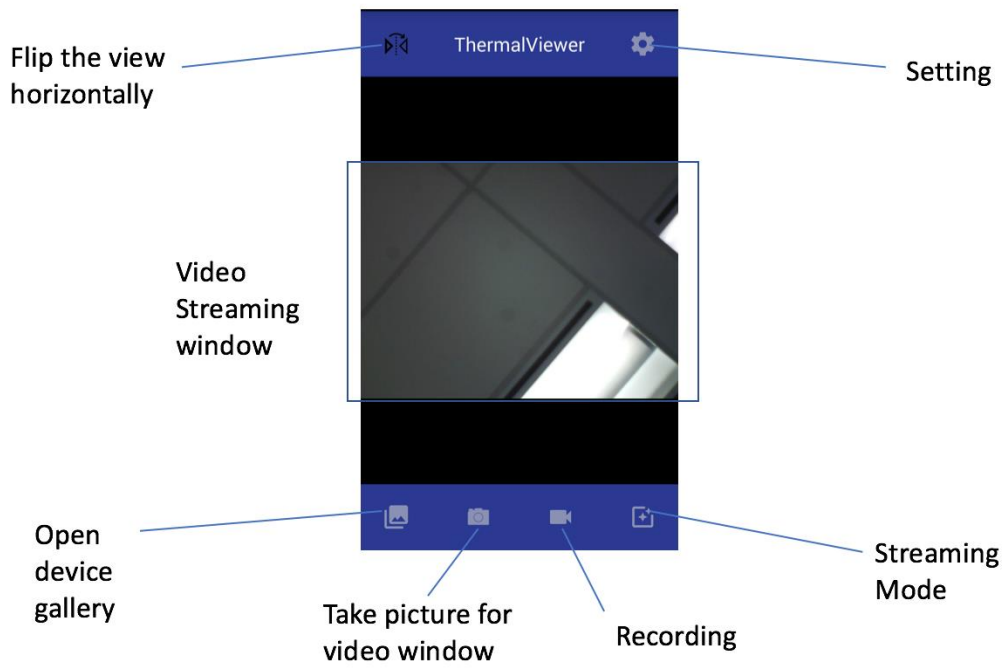 Flip the view
horizontally
ThermalViewer
Setting
Video
Streaming
window
Open
device
gallery
Take picture for
video window
Recording
Streaming
Mode